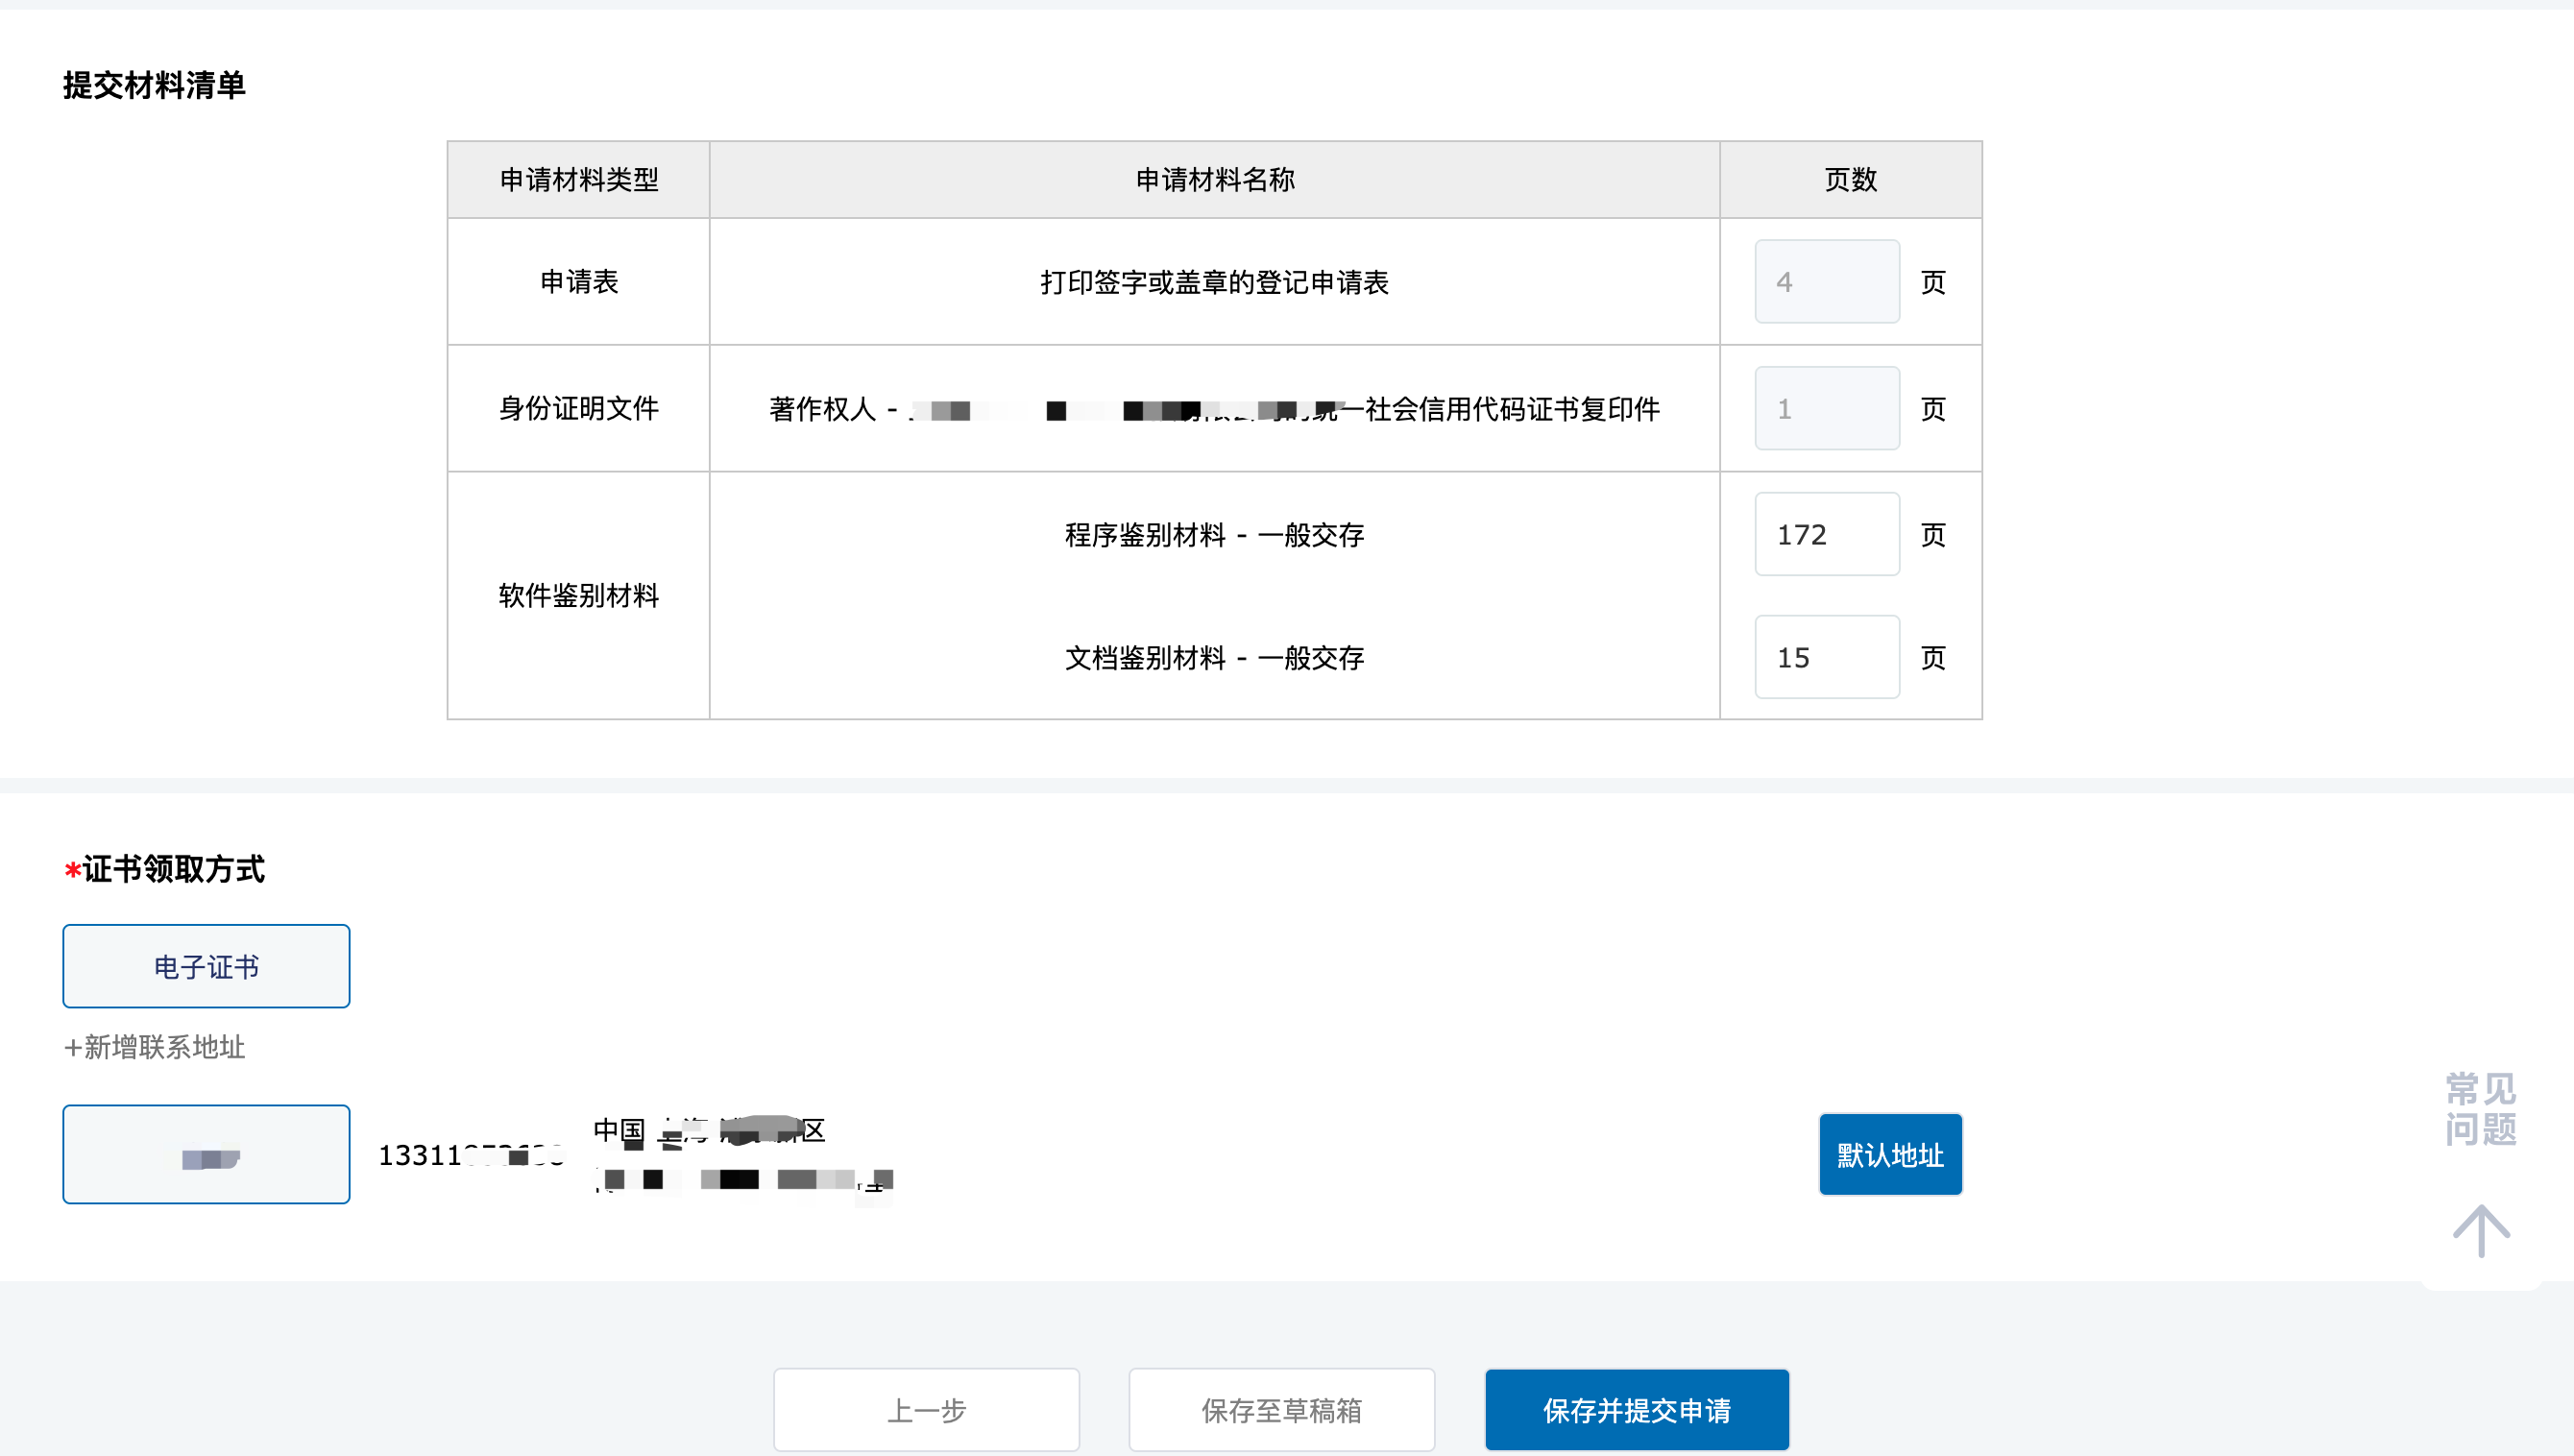 提交材料清单
申请材料类型 申请材料名称 页数
申请表 打印签字或盖章的登记申请表 4 页
身份证明文件 著作权人 - 一社会信用代码证书复印件 1 页
软件鉴别材料
程序鉴别材料 - 一般交存 172 页
文档鉴别材料 - 一般交存 15 页
*证书领取方式
电子证书
+新增联系地址
13311
中国 区
默认地址
常见
问题
上一步 保存至草稿箱 保存并提交申请